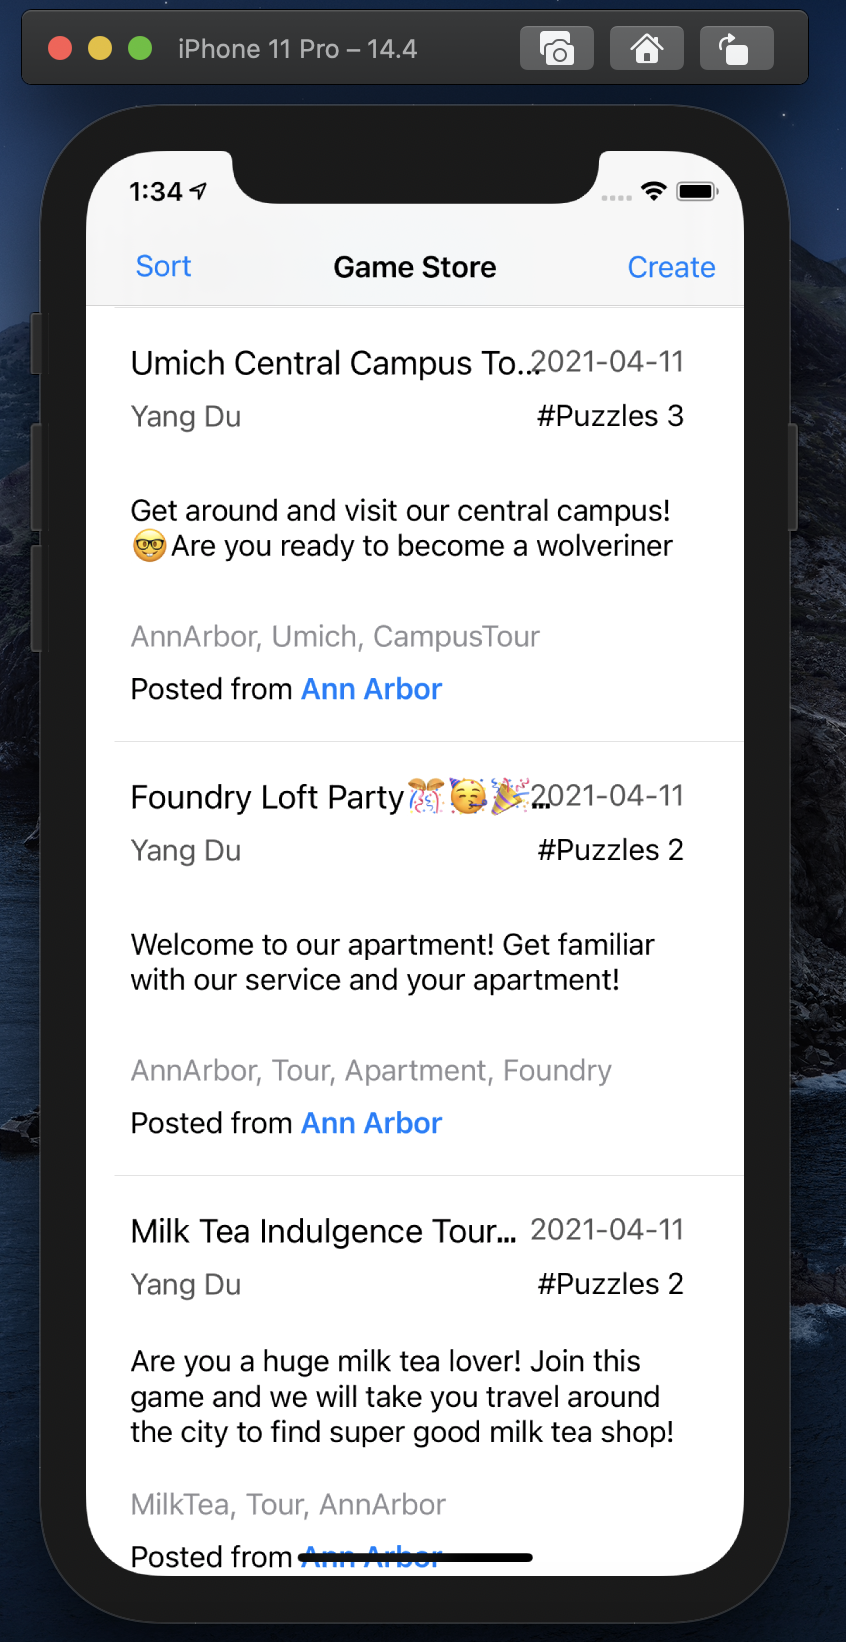 iPhone 11 Pro – 14.4
1:34
Sort Game Store Create
Umich Central Campus To... 2021-04-11
Yang Du #Puzzles 3
Get around and visit our central campus!
🤓Are you ready to become a wolveriner
AnnArbor, Umich, CampusTour
Posted from Ann Arbor
Foundry Loft Party🎊🥳🎉... 2021-04-11
Yang Du #Puzzles 2
Welcome to our apartment! Get familiar
with our service and your apartment!
AnnArbor, Tour, Apartment, Foundry
Posted from Ann Arbor
Milk Tea Indulgence Tour... 2021-04-11
Yang Du #Puzzles 2
Are you a huge milk tea lover! Join this
game and we will take you travel around
the city to find super good milk tea shop!
MilkTea, Tour, AnnArbor
Posted from Ann Arbor